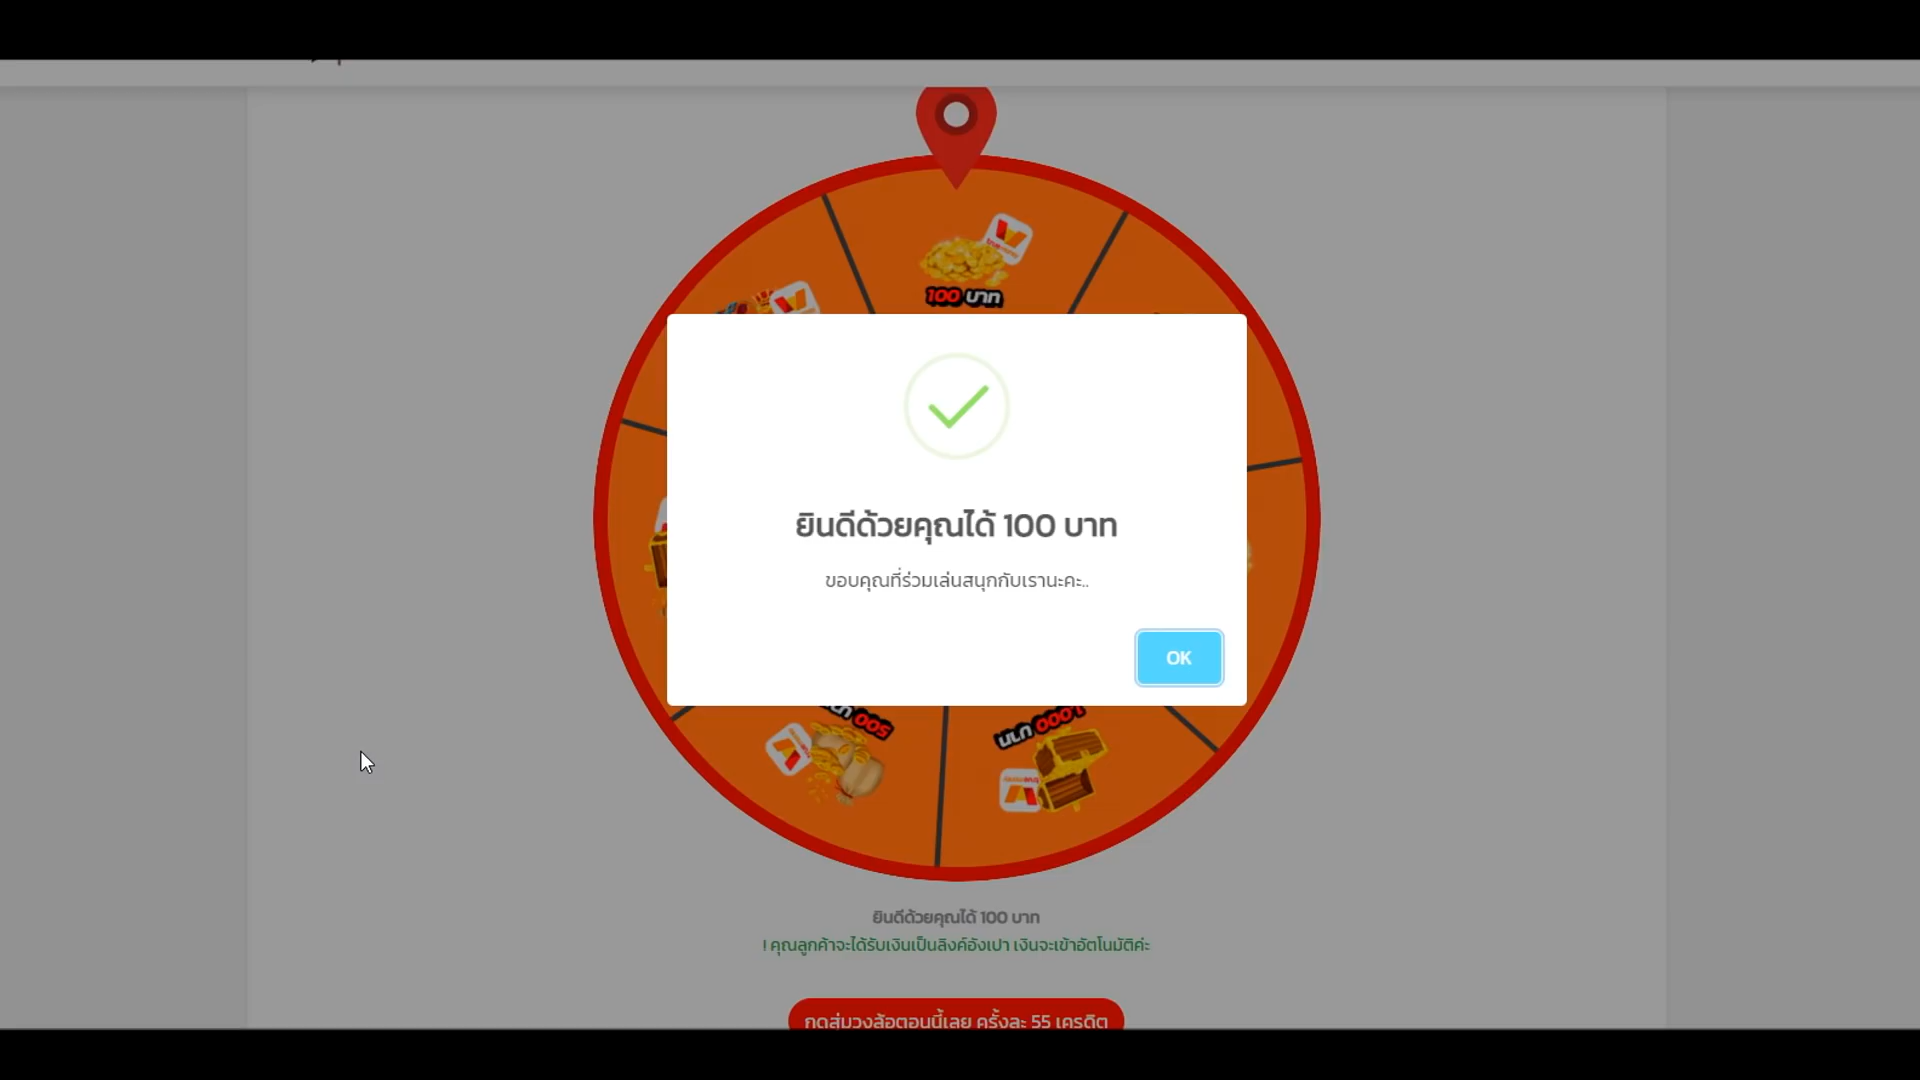 100 บาท
ยินดีด้วยคุณได้ 100 บาท
ขอบคุณที่ร่วมเล่นสนุกกับเรานะคะ..
OK
500
1,000 บาท
ยินดีด้วยคุณได้ 100 บาท
! คุณลูกค้าจะได้รับเงินเป็นลิงค์อังเปา เงินจะเข้าอัตโนมัติค่ะ
กดสุ่มวงล้อตอนนี้เลย ครั้งละ 55 เครดิต